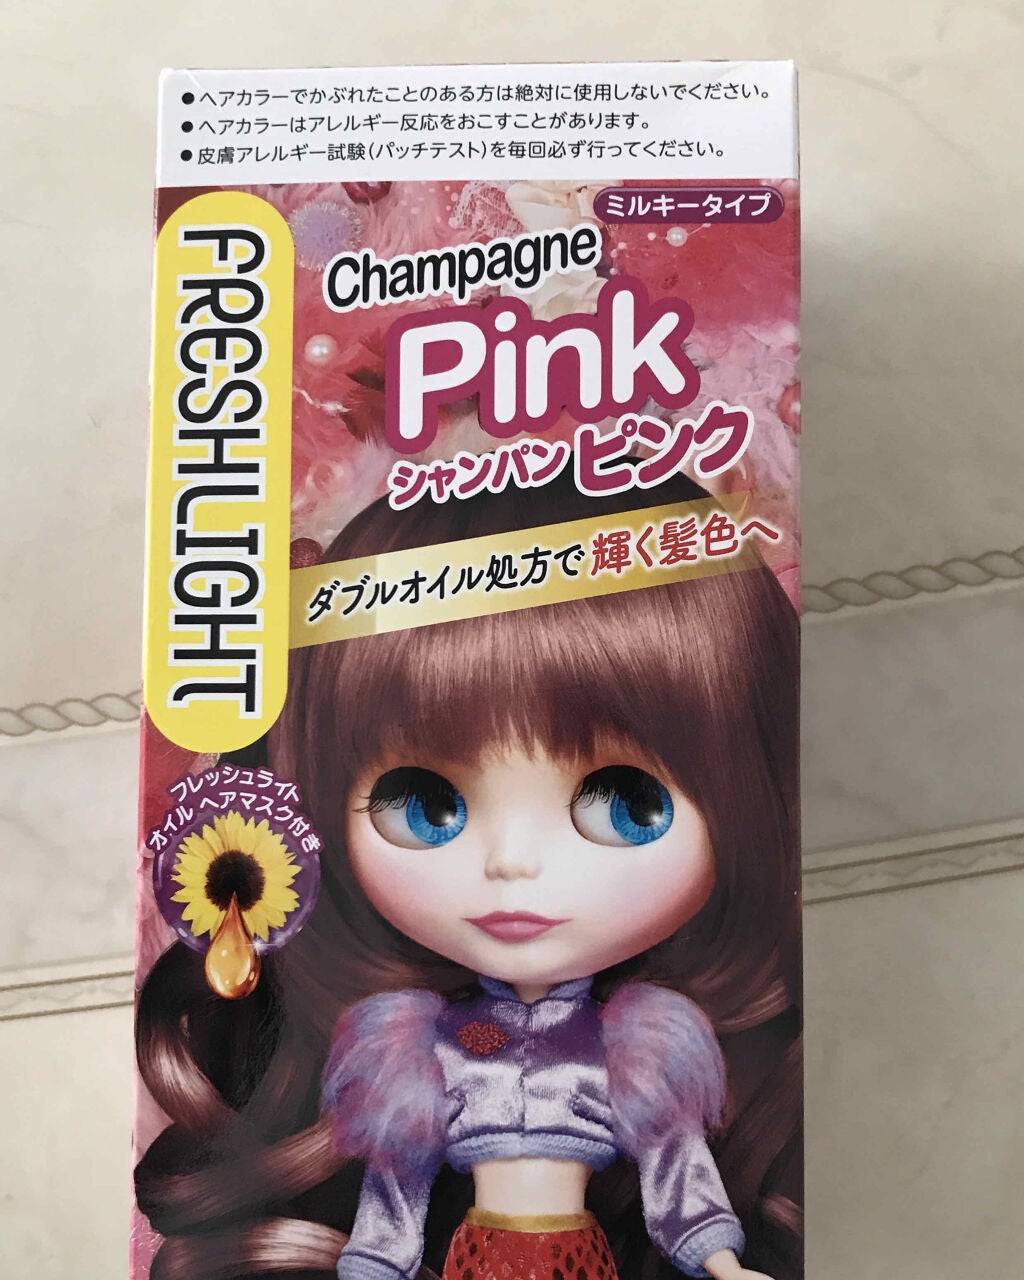 ●ヘアカラーでかぶれたことのある方は絶対に使用しないでください。
●ヘアカラーはアレルギー反応をおこすことがあります。
●皮膚アレルギー試験(パッチテスト)を毎回必ず行ってください。
ミルキータイプ
FRESHLIGHT
Champagne
Pink
シャンパンピンク
ダブルオイル処方で輝く髪色へ
フレッシュライト
オイル ヘアマスク付き